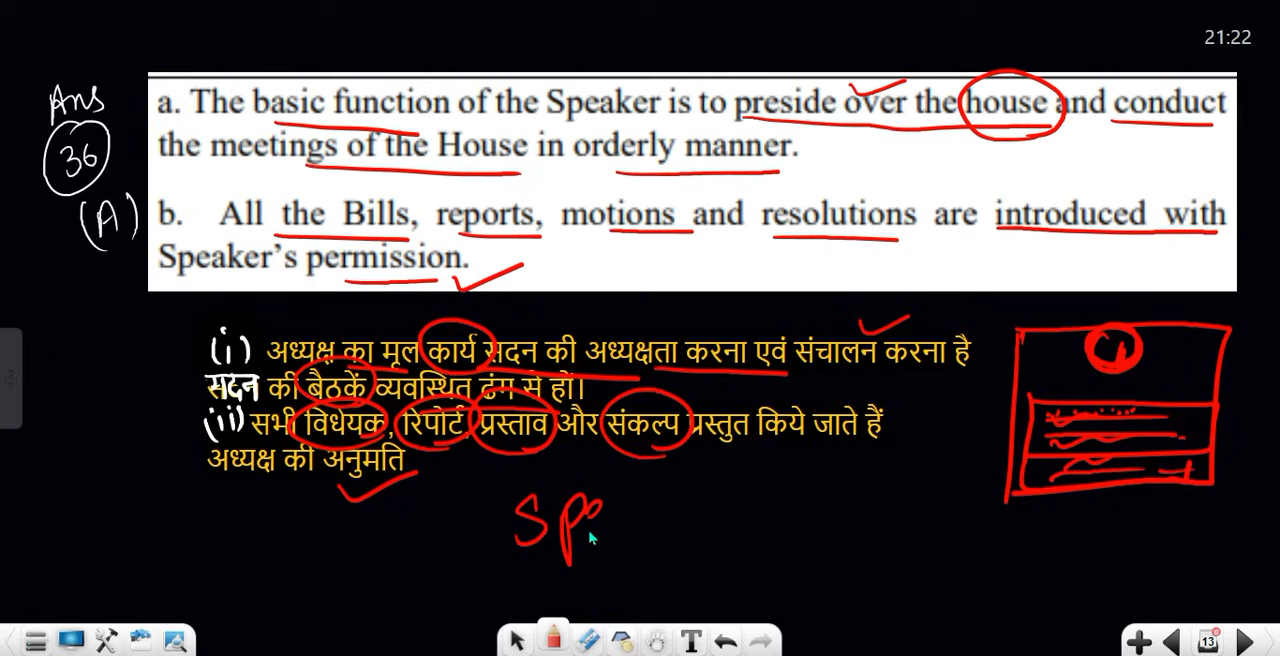 21:22
Ans
36
(A)
a. The basic function of the Speaker is to preside over the house and conduct
the meetings of the House in orderly manner.
b. All the Bills, reports, motions and resolutions are introduced with
Speaker's permission.
(i) अध्यक्ष का मूल कार्य सदन की अध्यक्षता करना एवं संचालन करना है
सदन की बैठकें व्यवस्थित ढंग से हों।
(ii) सभी विधेयक, रिपोर्ट, प्रस्ताव और संकल्प प्रस्तुत किये जाते हैं
अध्यक्ष की अनुमति
Spe
T
13